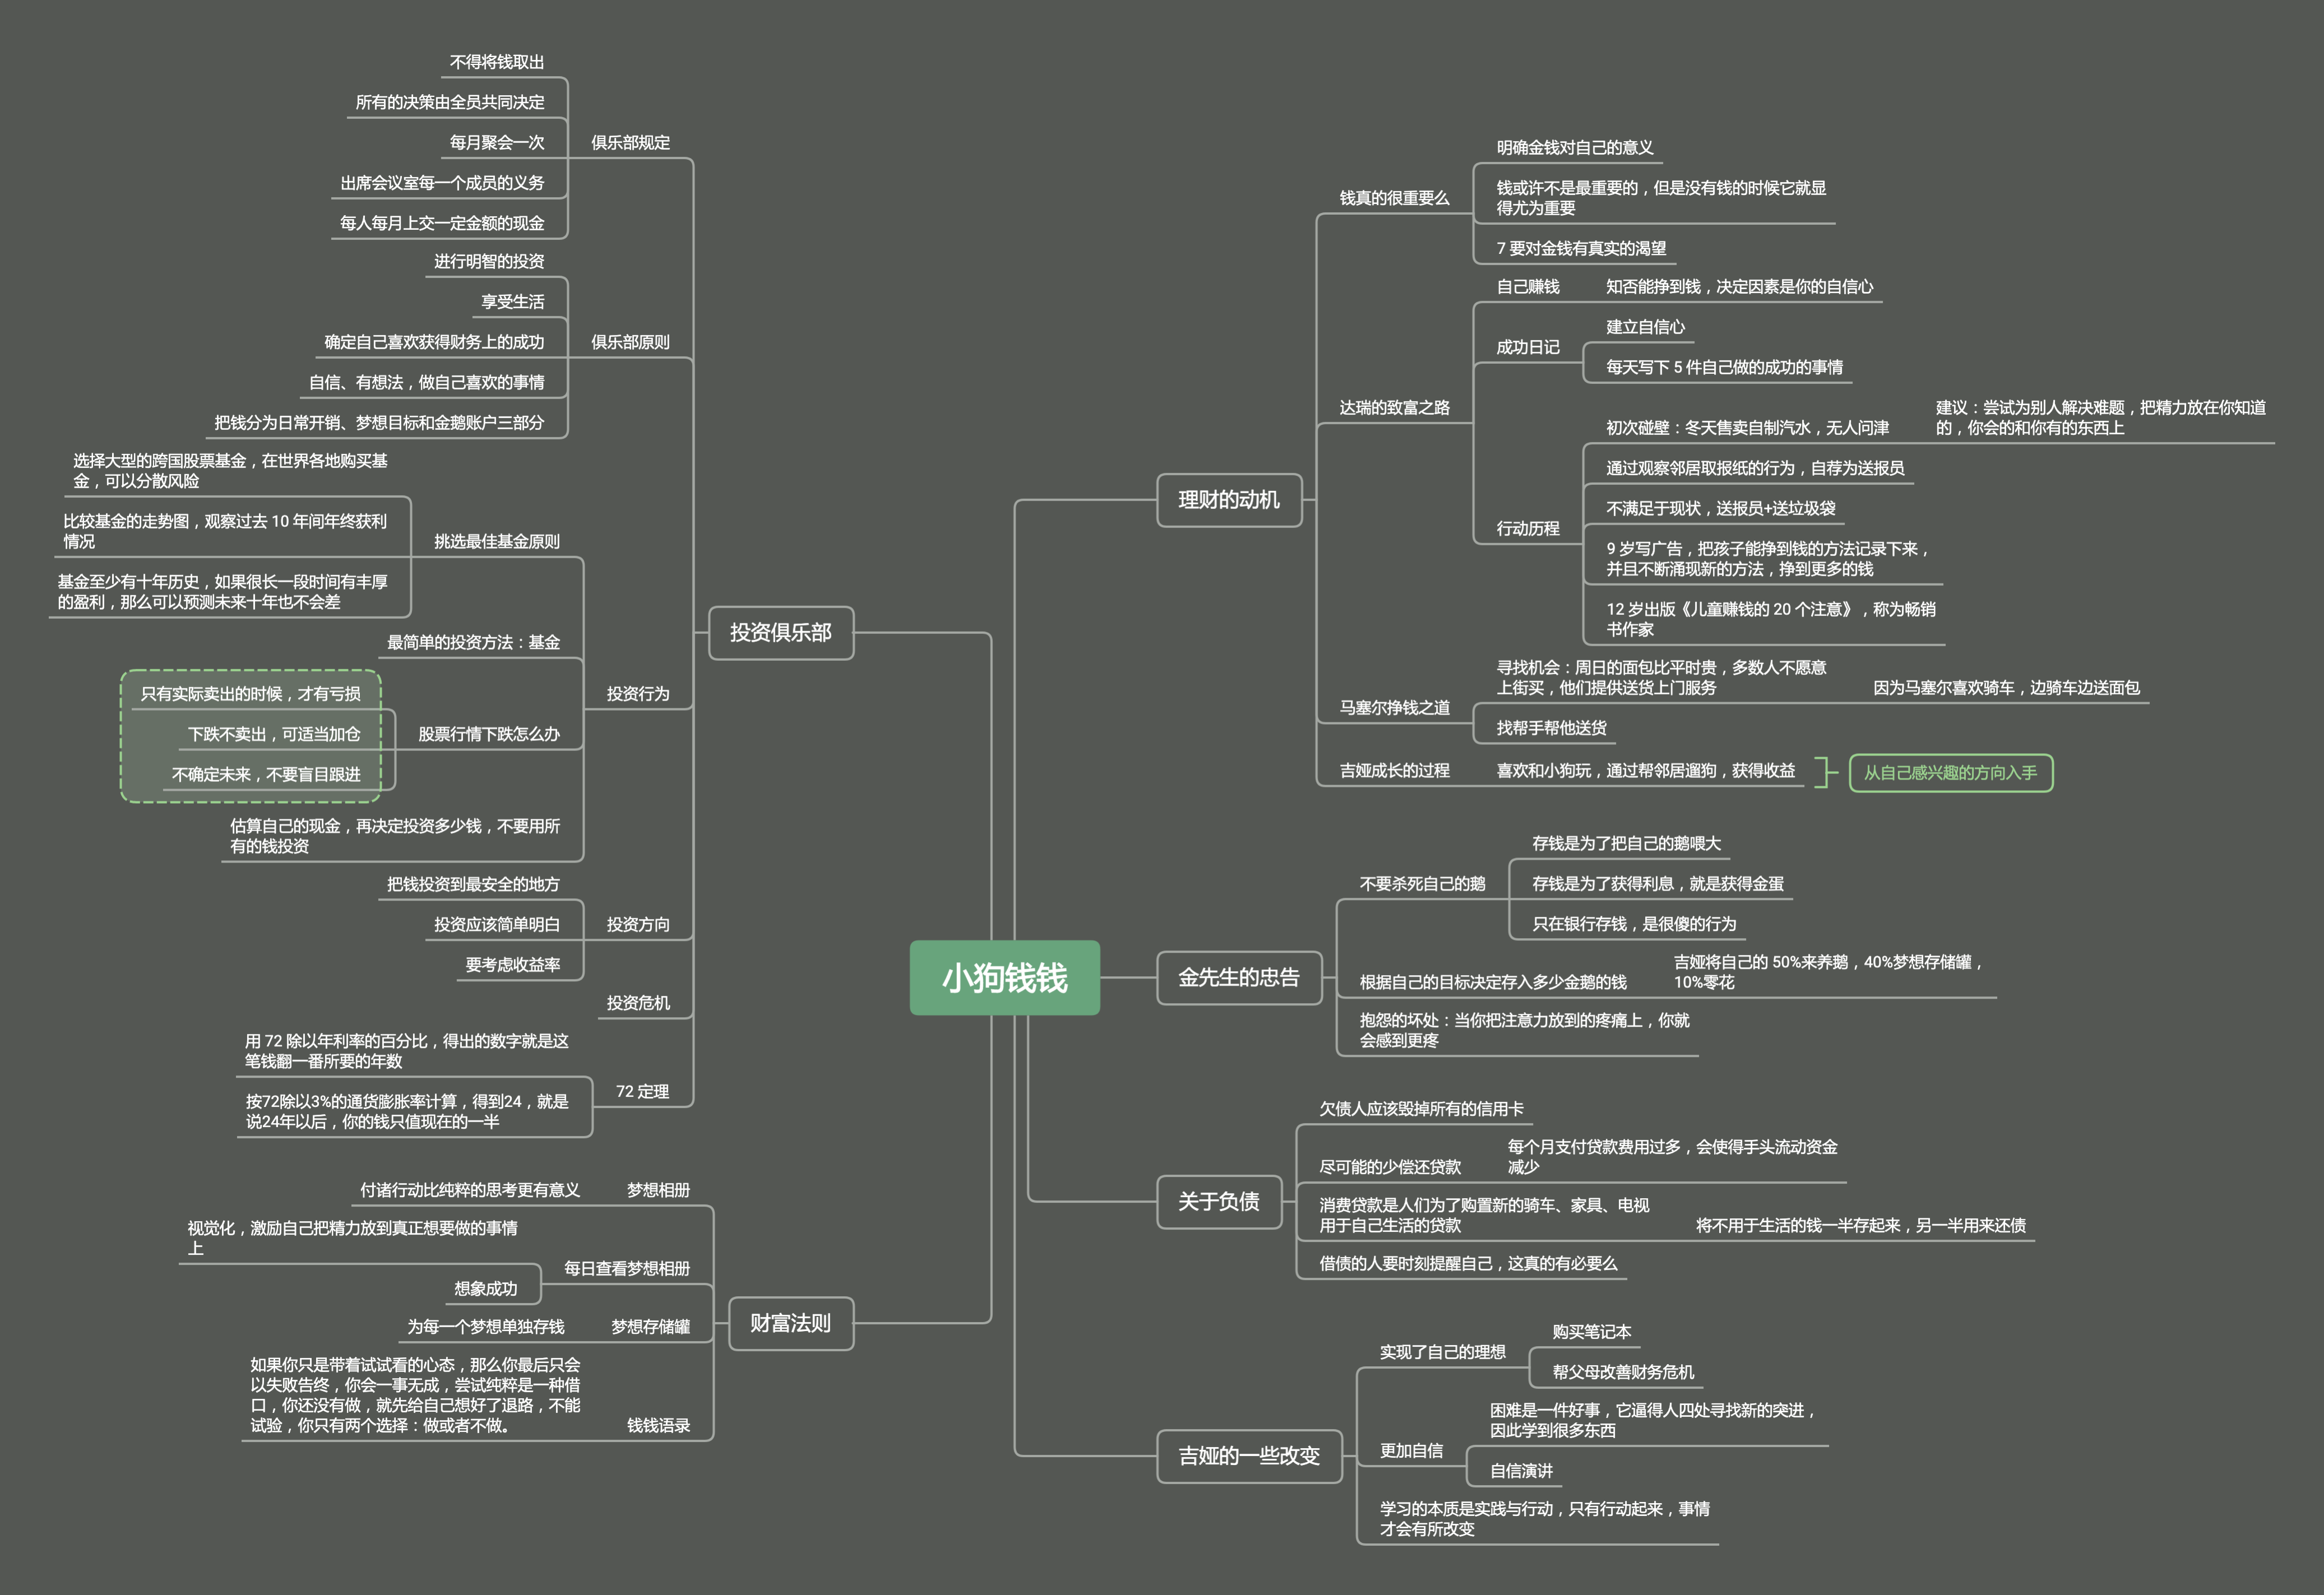 小狗钱钱
理财的动机
钱真的很重要么
明确金钱对自己的意义
钱或许不是最重要的，但是没有钱的时候它就显
得尤为重要
7 要对金钱有真实的渴望
达瑞的致富之路
自己赚钱
知否能挣到钱，决定因素是你的自信心
成功日记
建立自信心
每天写下 5 件自己做的成功的事情
行动历程
初次碰壁：冬天售卖自制汽水，无人问津
建议：尝试为别人解决难题，把精力放在你知道
的，你会的和你有的东西上
通过观察邻居取报纸的行为，自荐为送报员
不满足于现状，送报员+送垃圾袋
9 岁写广告，把孩子能挣到钱的方法记录下来，
并且不断涌现新的方法，挣到更多的钱
12 岁出版《儿童赚钱的 20 个注意》，称为畅销
书作家
马塞尔挣钱之道
寻找机会：周日的面包比平时贵，多数人不愿意
上街买，他们提供送货上门服务
因为马塞尔喜欢骑车，边骑车边送面包
找帮手帮他送货
吉娅成长的过程
喜欢和小狗玩，通过帮邻居遛狗，获得收益
从自己感兴趣的方向入手
金先生的忠告
不要杀死自己的鹅
存钱是为了把自己的鹅喂大
存钱是为了获得利息，就是获得金蛋
只在银行存钱，是很傻的行为
根据自己的目标决定存入多少金鹅的钱
吉娅将自己的 50%来养鹅，40%梦想存储罐，
10%零花
抱怨的坏处：当你把注意力放到的疼痛上，你就
会感到更疼
关于负债
欠债人应该毁掉所有的信用卡
尽可能的少偿还贷款
每个月支付贷款费用过多，会使得手头流动资金
减少
消费贷款是人们为了购置新的骑车、家具、电视
用于自己生活的贷款
将不用于生活的钱一半存起来，另一半用来还债
借债的人要时刻提醒自己，这真的有必要么
吉娅的一些改变
实现了自己的理想
购买笔记本
帮父母改善财务危机
更加自信
困难是一件好事，它逼得人四处寻找新的突进，
因此学到很多东西
自信演讲
学习的本质是实践与行动，只有行动起来，事情
才会有所改变
投资俱乐部
俱乐部规定
不得将钱取出
所有的决策由全员共同决定
每月聚会一次
出席会议室每一个成员的义务
每人每月上交一定金额的现金
俱乐部原则
进行明智的投资
享受生活
确定自己喜欢获得财务上的成功
自信、有想法，做自己喜欢的事情
把钱分为日常开销、梦想目标和金鹅账户三部分
投资行为
挑选最佳基金原则
选择大型的跨国股票基金，在世界各地购买基
金，可以分散风险
比较基金的走势图，观察过去 10 年间年终获利
情况
基金至少有十年历史，如果很长一段时间有丰厚
的盈利，那么可以预测未来十年也不会差
最简单的投资方法：基金
股票行情下跌怎么办
只有实际卖出的时候，才有亏损
下跌不卖出，可适当加仓
不确定未来，不要盲目跟进
估算自己的现金，再决定投资多少钱，不要用所
有的钱投资
投资方向
把钱投资到最安全的地方
投资应该简单明白
要考虑收益率
投资危机
72 定理
用 72 除以年利率的百分比，得出的数字就是这
笔钱翻一番所要的年数
按72除以3%的通货膨胀率计算，得到24，就是
说24年以后，你的钱只值现在的一半
财富法则
梦想相册
付诸行动比纯粹的思考更有意义
每日查看梦想相册
视觉化，激励自己把精力放到真正想要做的事情
上
想象成功
梦想存储罐
为每一个梦想单独存钱
钱钱语录
如果你只是带着试试看的心态，那么你最后只会
以失败告终，你会一事无成，尝试纯粹是一种借
口，你还没有做，就先给自己想好了退路，不能
试验，你只有两个选择：做或者不做。